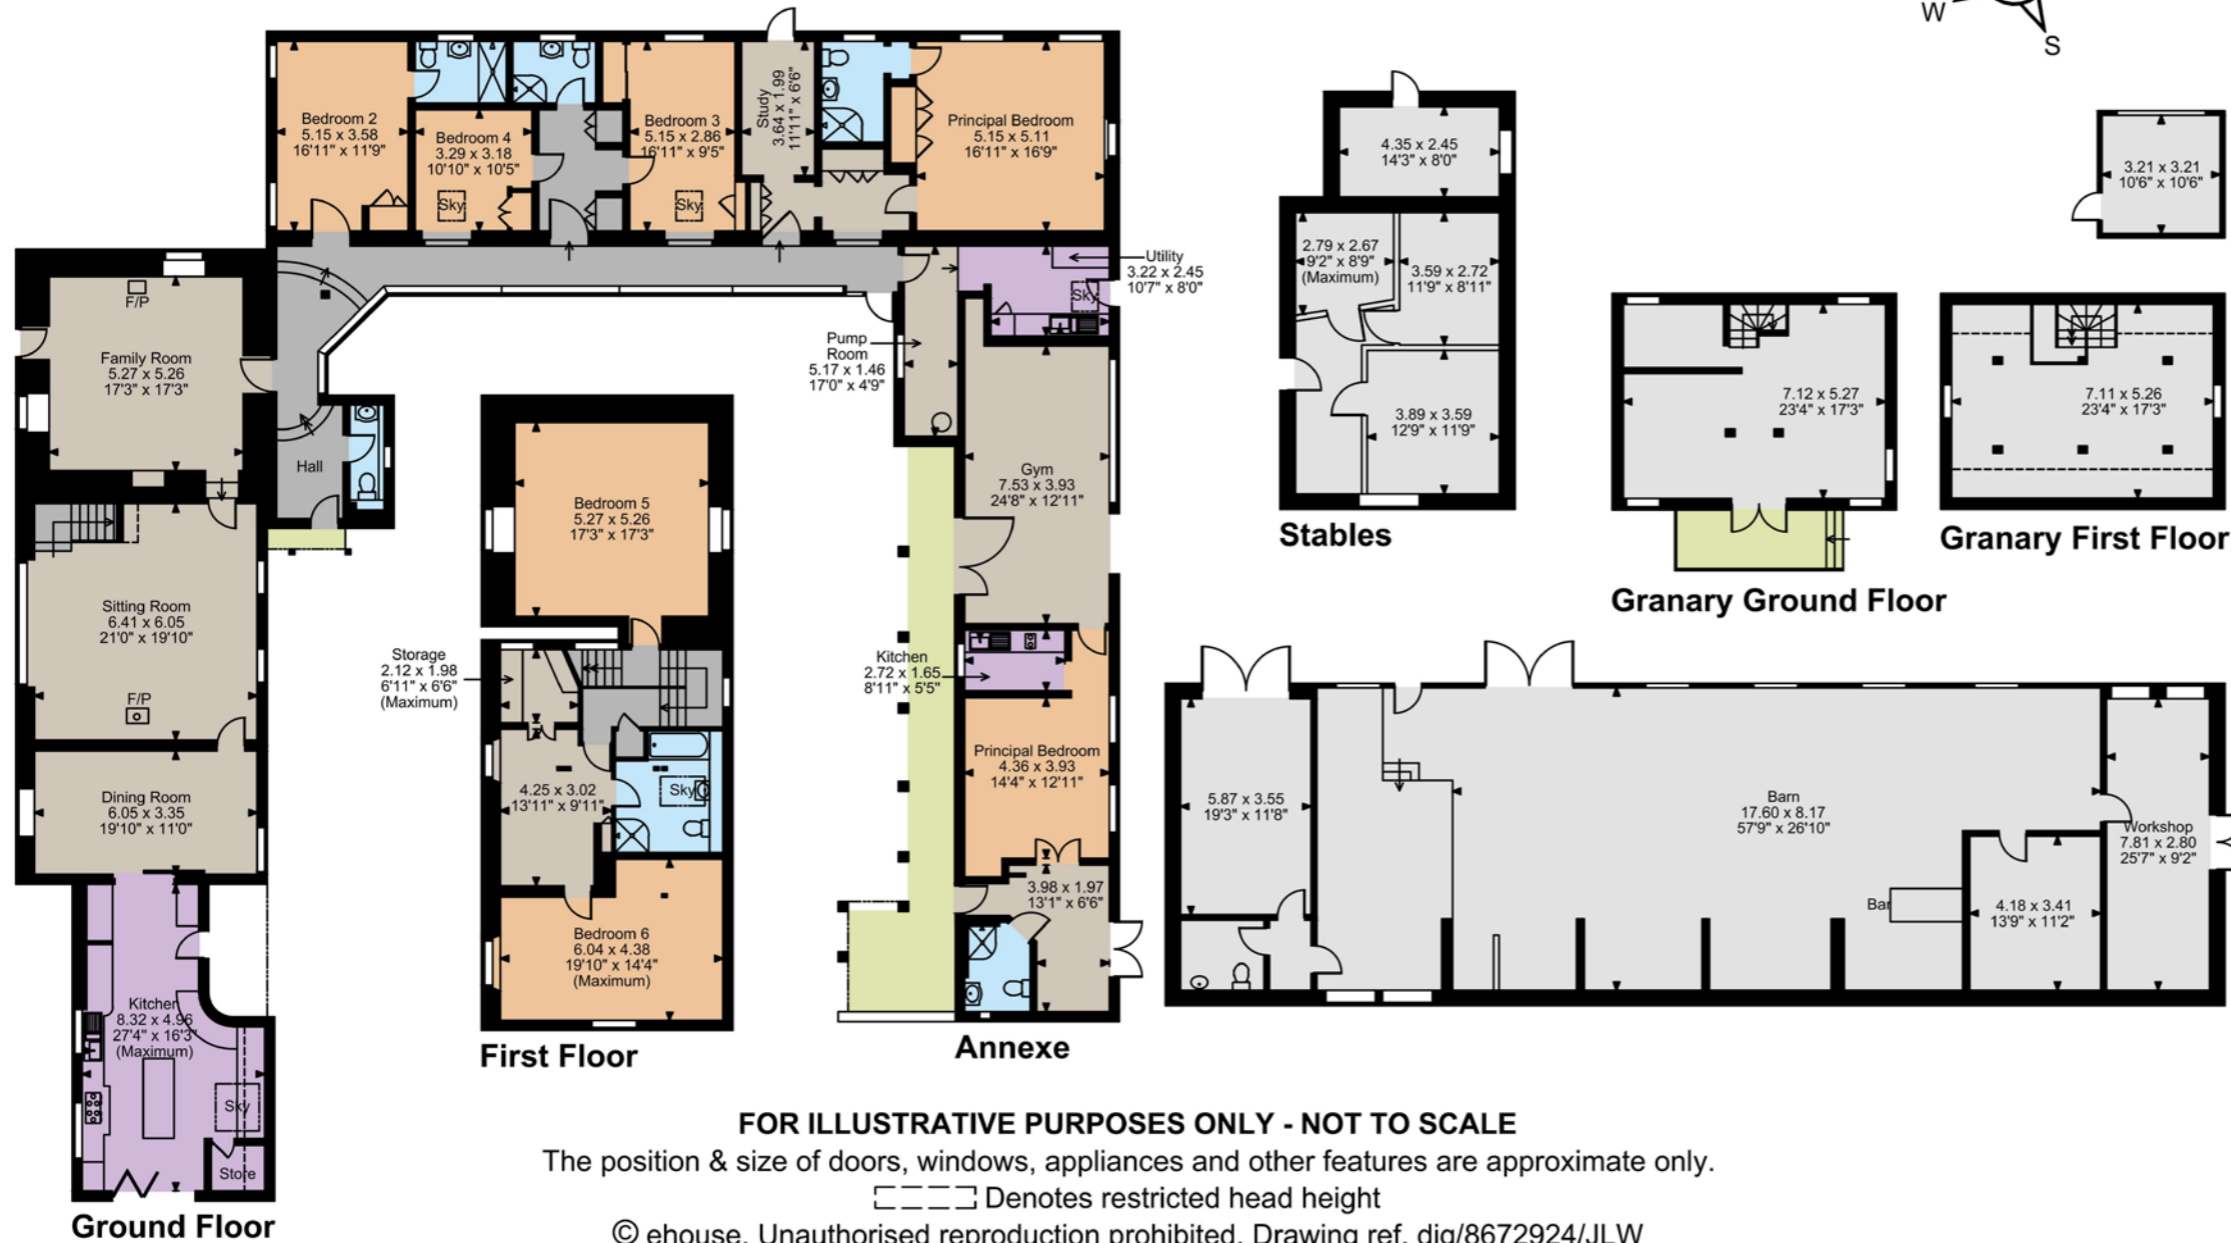 W
S
Bedroom 2
5.15 x 3.58
16'11" x 11'9"
Bedroom 4
3.29 x 3.18
10'10" x 10'5"
Sky
Bedroom 3
5.15 x 2.86
16'11" x 9'5"
Sky
Study
3.64 x 1.99
11'11" x 6'6"
Principal Bedroom
5.15 x 5.11
16'11" x 16'9"
Utility
3.22 x 2.45
10'7" x 8'0"
Sky
F/P
Family Room
5.27 x 5.26
17'3" x 17'3"
Pump
Room
5.17 x 1.46
17'0" x 4'9"
Hall
Gym
7.53 x 3.93
24'8" x 12'11"
Sitting Room
6.41 x 6.05
21'0" x 19'10"
F/P
Dining Room
6.05 x 3.35
19'10" x 11'0"
Kitchen
8.32 x 4.96
27'4" x 16'3"
(Maximum)
Sky
Store
Ground Floor
Bedroom 5
5.27 x 5.26
17'3" x 17'3"
Storage
2.12 x 1.98
6'11" x 6'6"
(Maximum)
4.25 x 3.02
13'11" x 9'11"
Sky
Bedroom 6
6.04 x 4.38
19'10" x 14'4"
(Maximum)
First Floor
Kitchen
2.72 x 1.65
8'11" x 5'5"
Principal Bedroom
4.36 x 3.93
14'4" x 12'11"
3.98 x 1.97
13'1" x 6'6"
Annexe
4.35 x 2.45
14'3" x 8'0"
2.79 x 2.67
9'2" x 8'9"
(Maximum)
3.59 x 2.72
11'9" x 8'11"
3.89 x 3.59
12'9" x 11'9"
Stables
3.21 x 3.21
10'6" x 10'6"
7.12 x 5.27
23'4" x 17'3"
Granary Ground Floor
7.11 x 5.26
23'4" x 17'3"
Granary First Floor
5.87 x 3.55
19'3" x 11'8"
Barn
17.60 x 8.17
57'9" x 26'10"
Bar
4.18 x 3.41
13'9" x 11'2"
Workshop
7.81 x 2.80
25'7" x 9'2"
FOR ILLUSTRATIVE PURPOSES ONLY - NOT TO SCALE
The position & size of doors, windows, appliances and other features are approximate only.
Denotes restricted head height
© ehouse. Unauthorised reproduction prohibited. Drawing ref. dig/8672924/JLW